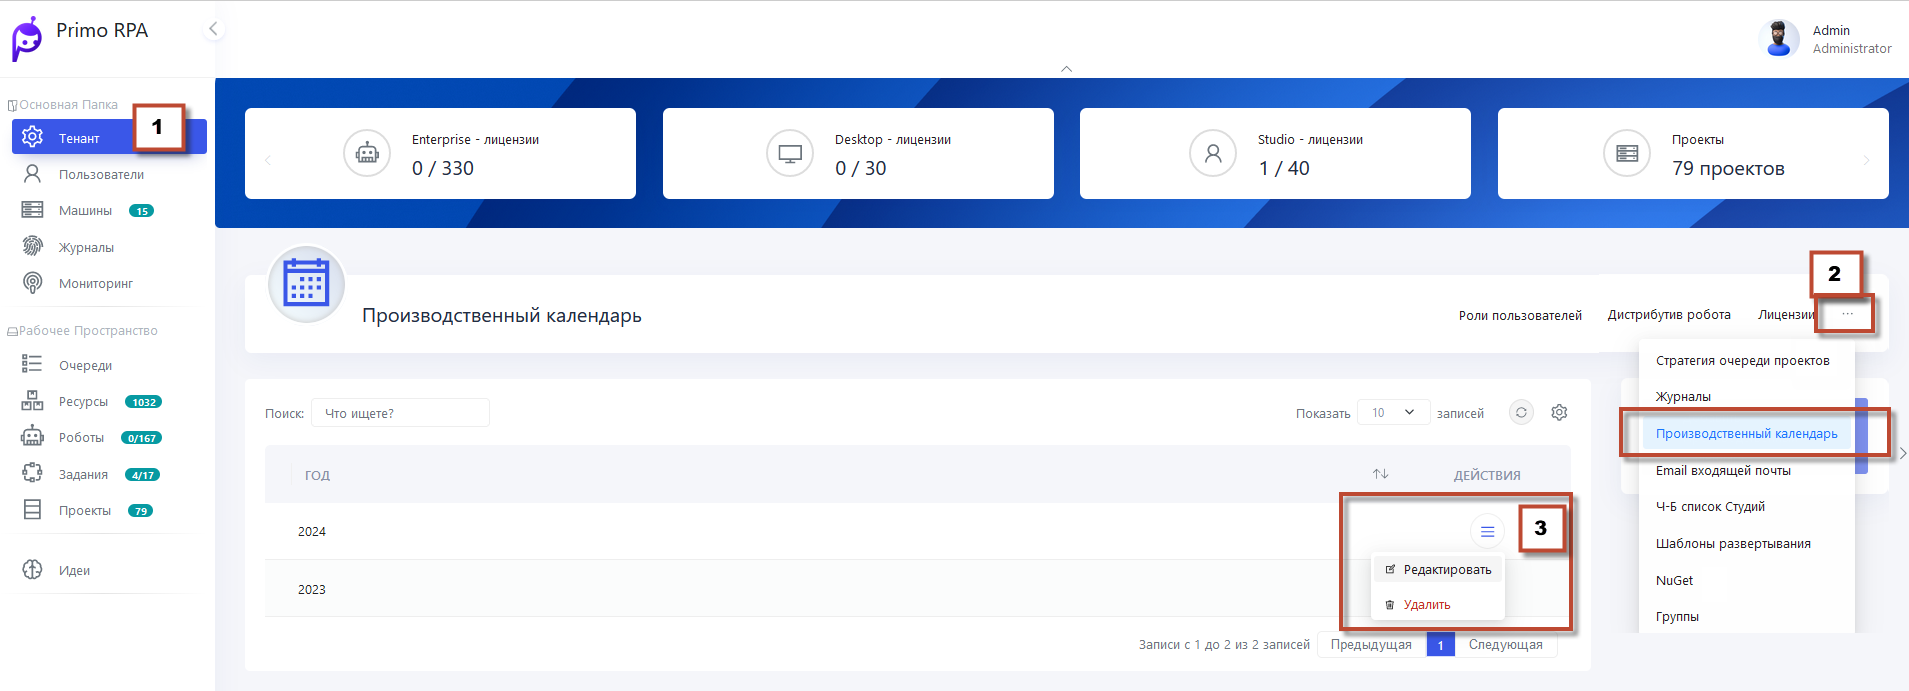 Primo RPA
Admin
Administrator
Основная Папка
1
Тенант
Пользователи
Машины 15
Журналы
Мониторинг
Рабочее Пространство
Очереди
Ресурсы 1032
Роботы 0/167
Задания 4/17
Проекты 79
Идеи
Enterprise - лицензии
0 / 330
Desktop - лицензии
0 / 30
Studio - лицензии
1 / 40
Проекты
79 проектов
2
Производственный календарь
Роли пользователей Дистрибутив робота Лицензии ...
Стратегия очереди проектов
Журналы
Производственный календарь
Email входящей почты
Ч-Б список Студий
Шаблоны развертывания
NuGet
Группы
Поиск: Что ищете?
Показать 10 записей
ГОД ДЕЙСТВИЯ
2024
3
Редактировать
2023
Удалить
Записи с 1 до 2 из 2 записей Предыдущая 1 Следующая